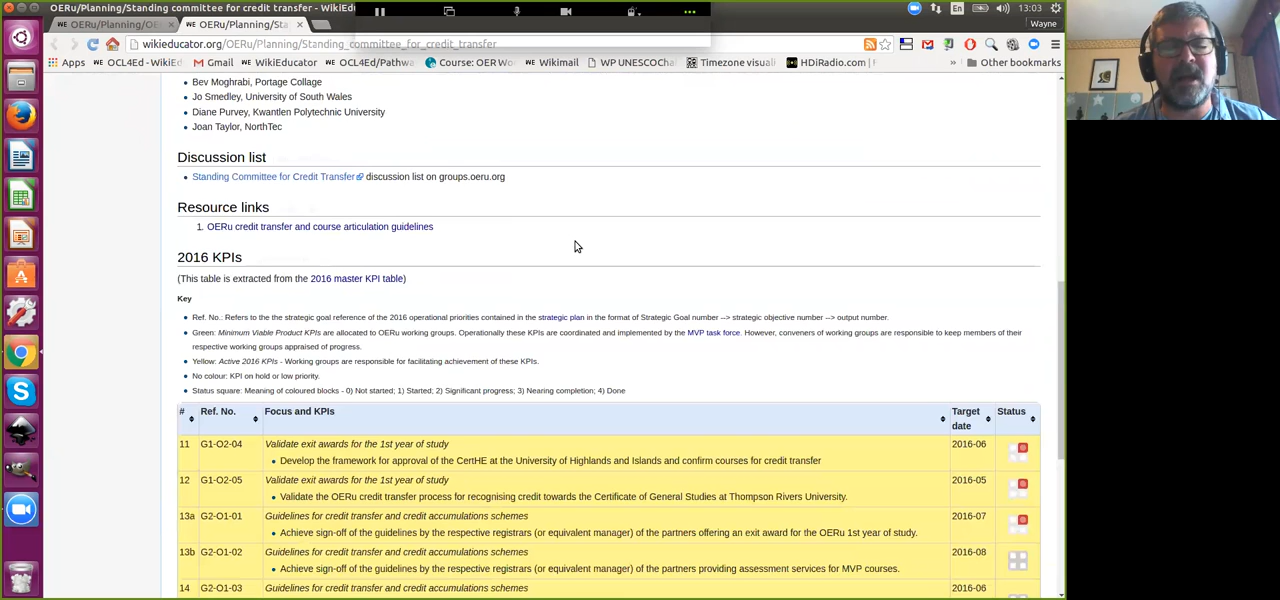 OERu/Planning/Standing committee for credit transfer - WikiEd
En
13:03
OERu/Planning/
OERu/Planning/Sta
Wayne
wikieducator.org/OERu/Planning/Standing_committee_for_credit_transfer
Apps
OCL4Ed - WikiEd
Gmail
WikiEducator
OCL4Ed/Pathwa
Course: OER Wo
Wikimail
WP UNESCOChai
Timezone visuali
HDiRadio.com | F
»
Other bookmarks
• Bev Moghrabi, Portage Collage
• Jo Smedley, University of South Wales
• Diane Purvey, Kwantlen Polytechnic University
• Joan Taylor, NorthTec
Discussion list
• Standing Committee for Credit Transfer discussion list on groups.oeru.org
Resource links
1. OERu credit transfer and course articulation guidelines
2016 KPIs
(This table is extracted from the 2016 master KPI table)
Key
• Ref. No.: Refers to the the strategic goal reference of the 2016 operational priorities contained in the strategic plan in the format of Strategic Goal number --> strategic objective number --> output number.
• Green: Minimum Viable Product KPIs are allocated to OERu working groups. Operationally these KPIs are coordinated and implemented by the MVP task force. However, conveners of working groups are responsible to keep members of their
respective working groups appraised of progress.
• Yellow: Active 2016 KPIs - Working groups are responsible for facilitating achievement of these KPIs.
• No colour: KPI on hold or low priority.
• Status square: Meaning of coloured blocks - 0) Not started; 1) Started; 2) Significant progress; 3) Nearing completion; 4) Done
# Ref. No. Focus and KPIs Target date Status
11 G1-O2-04 Validate exit awards for the 1st year of study 2016-06
• Develop the framework for approval of the CertHE at the University of Highlands and Islands and confirm courses for credit transfer
12 G1-O2-05 Validate exit awards for the 1st year of study 2016-05
• Validate the OERu credit transfer process for recognising credit towards the Certificate of General Studies at Thompson Rivers University.
13a G2-O1-01 Guidelines for credit transfer and credit accumulations schemes 2016-07
• Achieve sign-off of the guidelines by the respective registrars (or equivalent manager) of the partners offering an exit award for the OERu 1st year of study.
13b G2-O1-02 Guidelines for credit transfer and credit accumulations schemes 2016-08
• Achieve sign-off of the guidelines by the respective registrars (or equivalent manager) of the partners providing assessment services for MVP courses.
14 G2-O1-03 Guidelines for credit transfer and credit accumulations schemes 2016-06